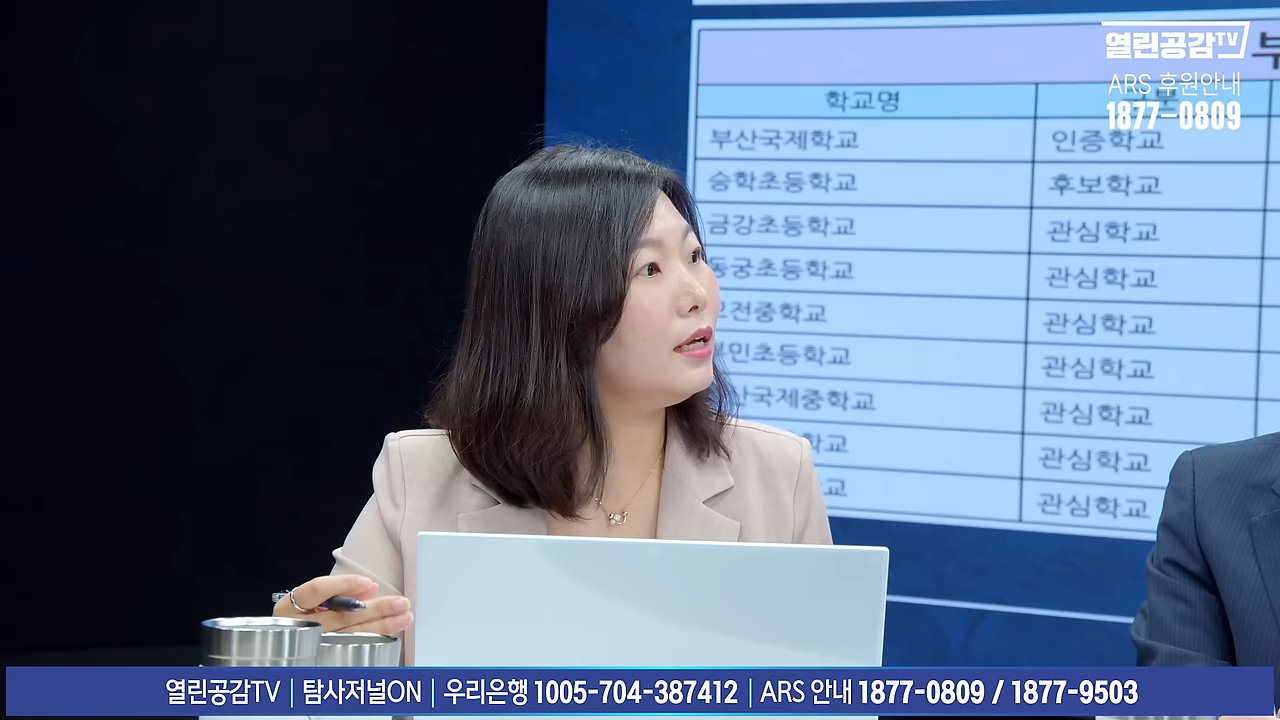 열린공감TV
ARS 후원안내
1877-0809
학교명
부산국제학교 인증학교
승학초등학교 후보학교
금강초등학교 관심학교
동궁초등학교 관심학교
관심학교
관심학교
관심학교
관심학교
관심학교
열린공감TV | 탐사저널ON | 우리은행 1005-704-387412 | ARS 안내 1877-0809 / 1877-9503